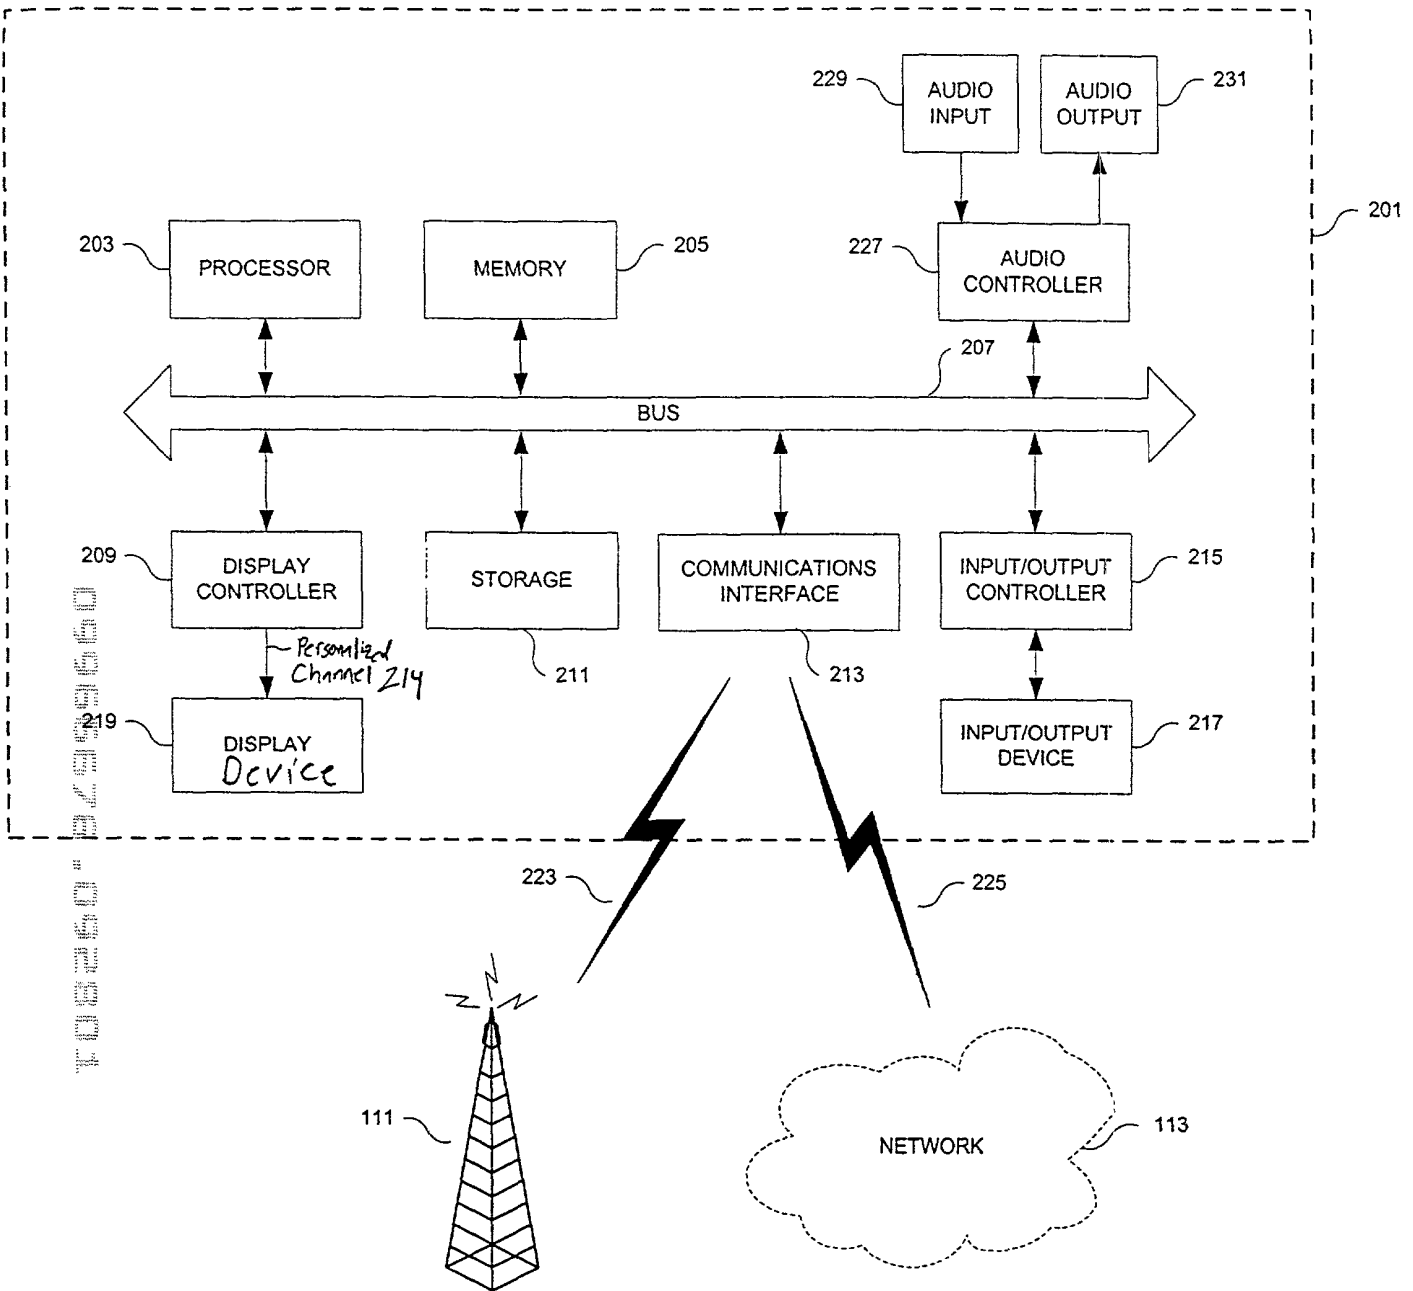 229
AUDIO
INPUT
AUDIO
OUTPUT
231
201
203
PROCESSOR
MEMORY
205
227
AUDIO
CONTROLLER
207
BUS
209
DISPLAY
CONTROLLER
STORAGE
211
COMMUNICATIONS
INTERFACE
213
INPUT/OUTPUT
CONTROLLER
215
Personalized
Channel 214
219
DISPLAY
Device
INPUT/OUTPUT
DEVICE
217
223
225
111
NETWORK
113